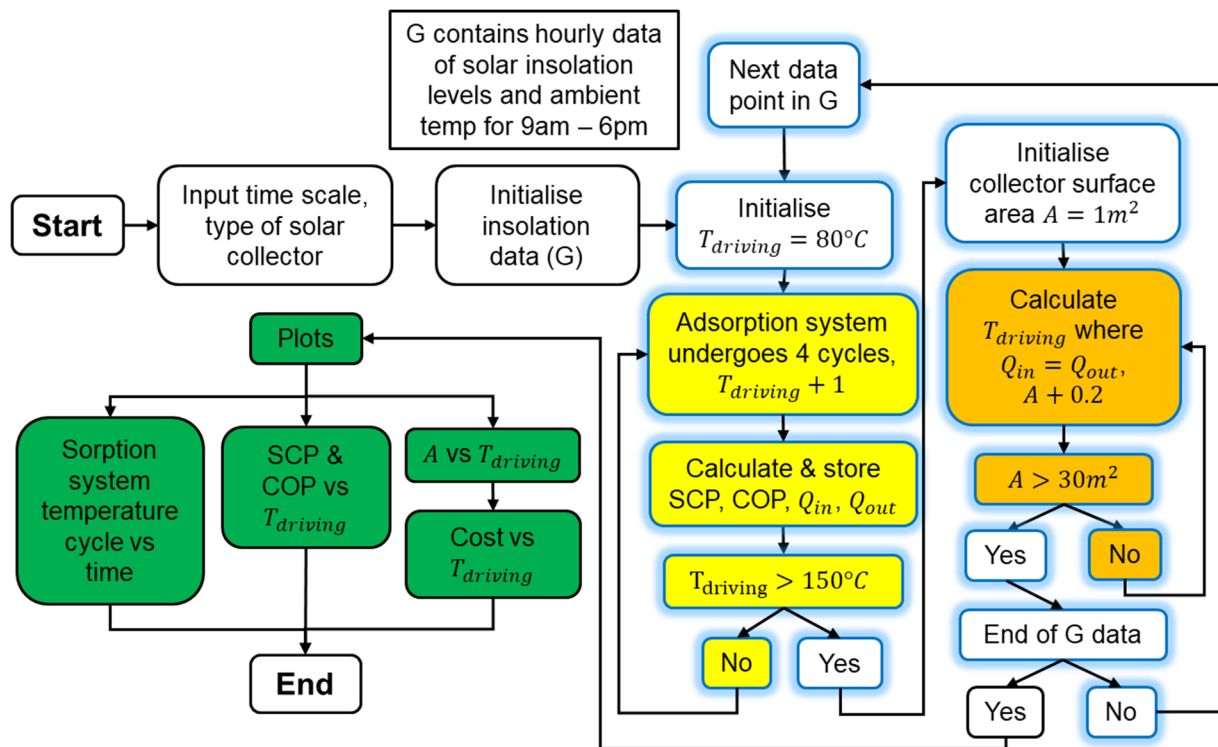 G contains hourly data
of solar insolation
levels and ambient
temp for 9am – 6pm
Next data
point in G
Start
Input time scale,
type of solar
collector
Initialise
insolation
data (G)
Initialise
T_driving = 80°C
Initialise
collector surface
area A = 1m²
Adsorption system
undergoes 4 cycles,
T_driving + 1
Calculate
T_driving where
Q_in = Q_out,
A + 0.2
Calculate & store
SCP, COP, Q_in, Q_out
T_driving > 150°C
No
Yes
A > 30m²
Yes
No
End of G data
Yes
No
Plots
Sorption
system
temperature
cycle vs
time
SCP &
COP vs
T_driving
A vs T_driving
Cost vs
T_driving
End